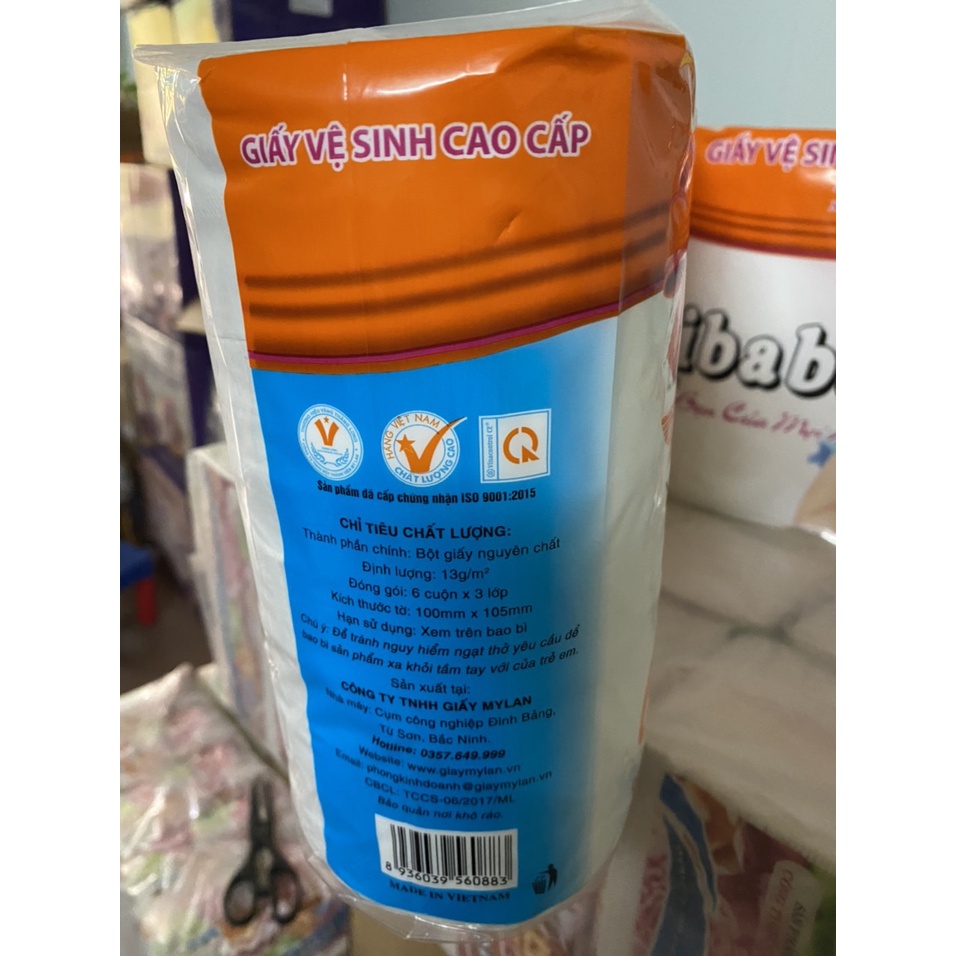 GIẤY VỆ SINH CAO CẤP
GIẤY VỆ SIN
ibab
Của
HÀNG VIỆT NAM
CHẤT LƯỢNG CAO
Sản phẩm đã cấp chứng nhận ISO 9001:2015
CHỈ TIÊU CHẤT LƯỢNG:
Thành phần chính: Bột giấy nguyên chất
Định lượng: 13g/m²
Đóng gói: 6 cuộn x 3 lớp
Kích thước tờ: 100mm x 105mm
Hạn sử dụng: Xem trên bao bì
Chú ý: Để tránh nguy hiểm ngạt thở yêu cầu để
bao bì sản phẩm xa khỏi tầm tay với của trẻ em.
Sản xuất tại:
CÔNG TY TNHH GIẤY MYLAN
Nhà máy: Cụm công nghiệp Đình Bảng,
Từ Sơn, Bắc Ninh.
Hotline: 0357.649.999
Website: www.giaymylan.vn
Email: phongkinhdoanh@giaymylan.vn
CBCL: TCCS-06/2017/ML
Bảo quản nơi khô ráo.
8 936039 560883
MADE IN VIETNAM